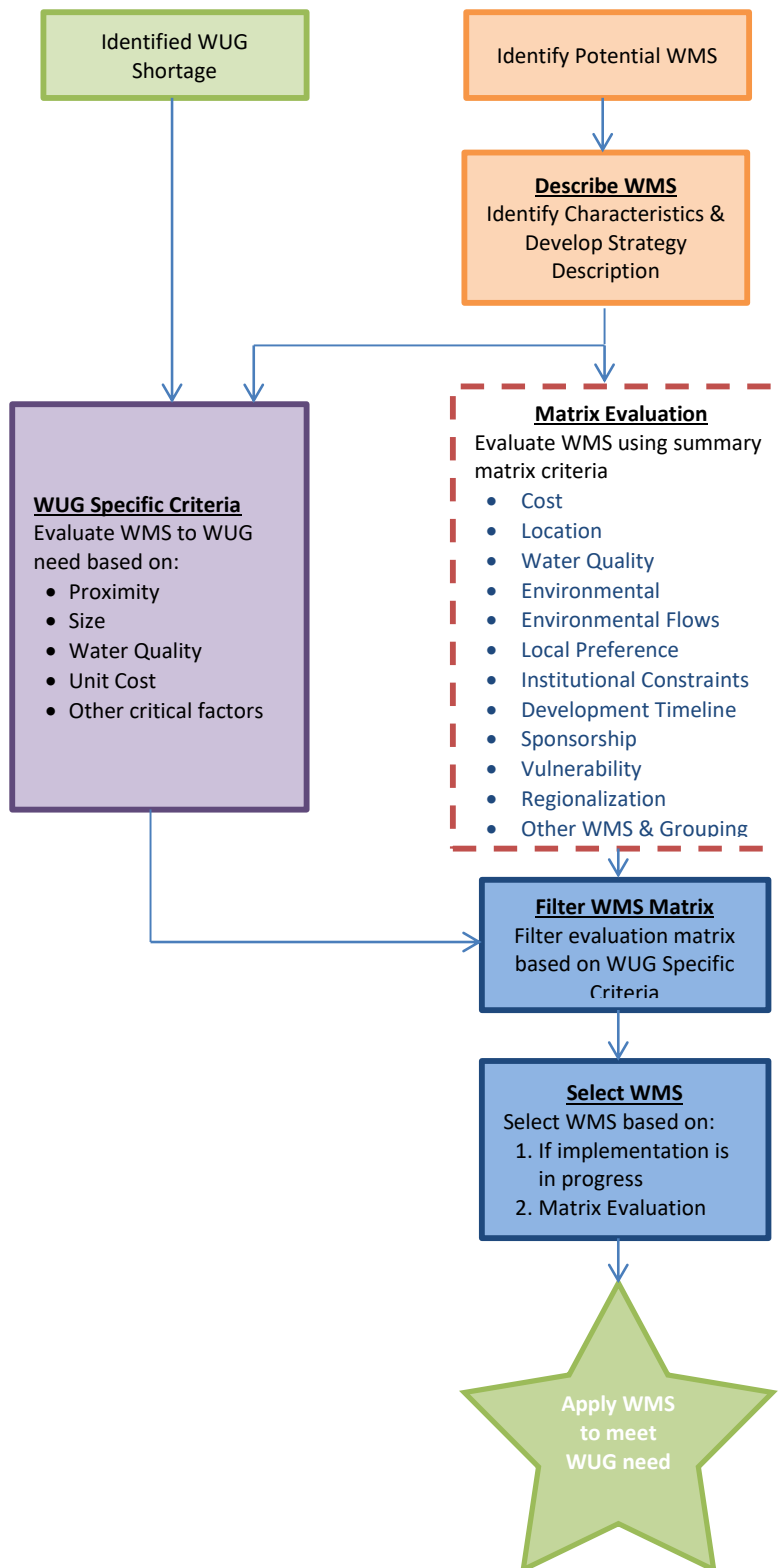 Identified WUG
Shortage
Identify Potential WMS
Describe WMS
Identify Characteristics &
Develop Strategy
Description
WUG Specific Criteria
Evaluate WMS to WUG
need based on:
• Proximity
• Size
• Water Quality
• Unit Cost
• Other critical factors
Matrix Evaluation
Evaluate WMS using summary
matrix criteria
• Cost
• Location
• Water Quality
• Environmental
• Environmental Flows
• Local Preference
• Institutional Constraints
• Development Timeline
• Sponsorship
• Vulnerability
• Regionalization
• Other WMS & Grouping
Filter WMS Matrix
Filter evaluation matrix
based on WUG Specific
Criteria
Select WMS
Select WMS based on:
1. If implementation is
in progress
2. Matrix Evaluation
Apply WMS
to meet
WUG need